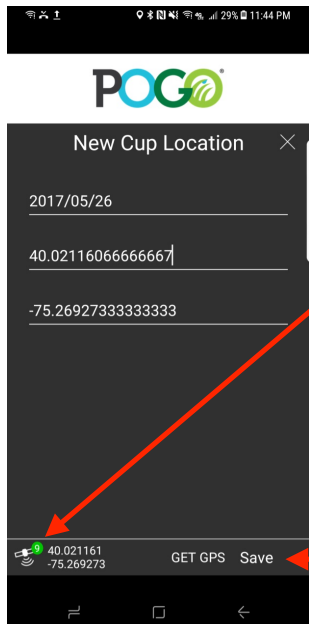 29% 11:44 PM
POGO
New Cup Location
2017/05/26
40.02116066666667
-75.26927333333333
9
40.021161
-75.269273
GET GPS Save